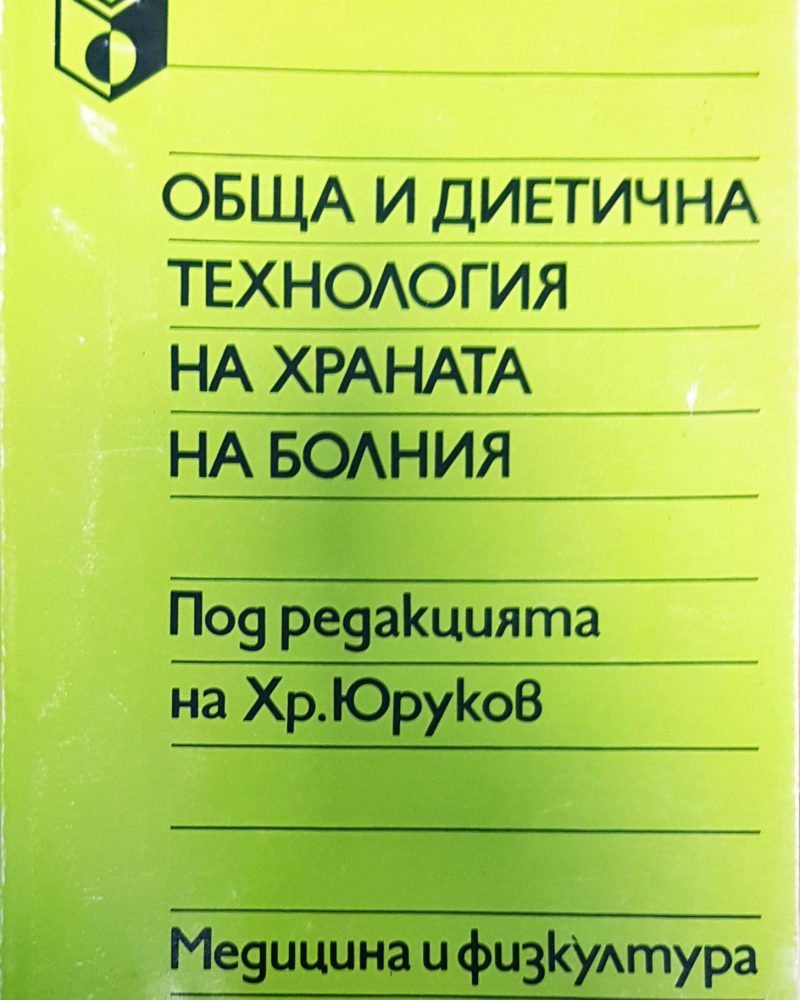 ОБЩА И ДИЕТИЧНА
ТЕХНОЛОГИЯ
НА ХРАНАТА
НА БОЛНИЯ
Под редакцията
на Хр. Юруков
Медицина и физкултура